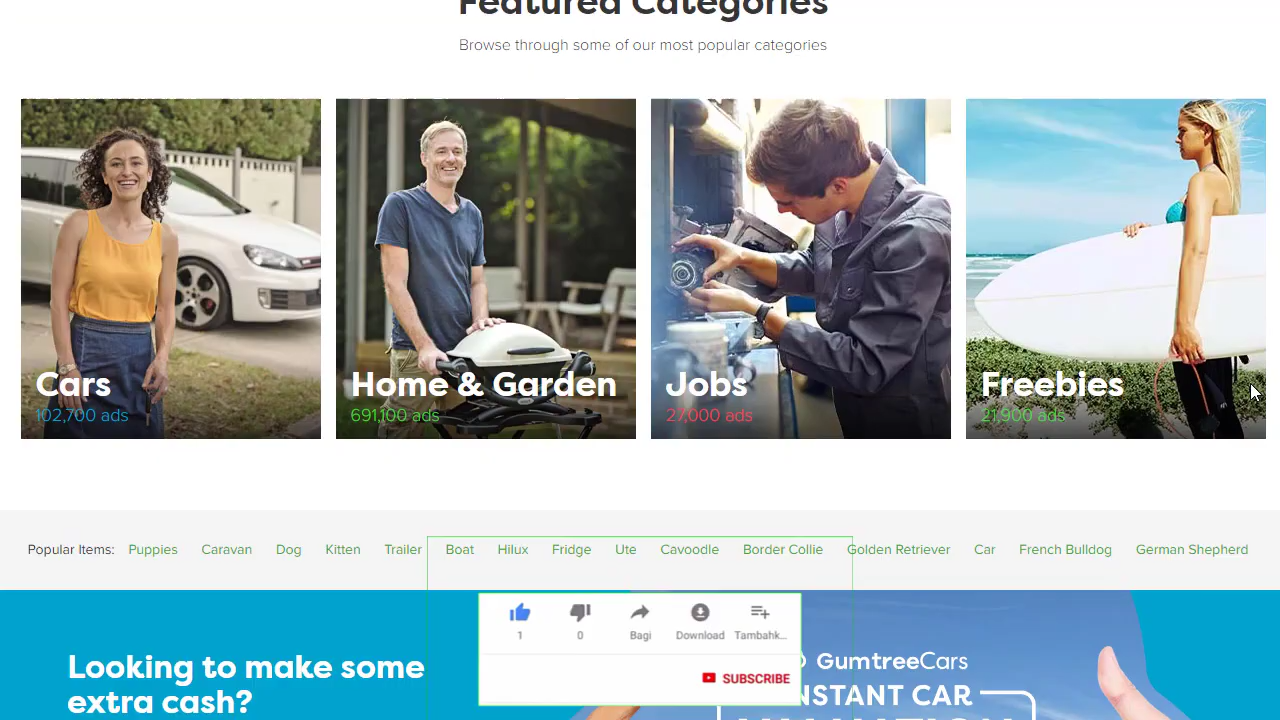 Featured Categories
Browse through some of our most popular categories
Cars
102,700 ads
Home & Garden
691,100 ads
Jobs
27,000 ads
Freebies
21,900 ads
Popular Items: Puppies Caravan Dog Kitten Trailer Boat Hilux Fridge Ute Cavoodle Border Collie Golden Retriever Car French Bulldog German Shepherd
1 0 Bagi Download Tambahk...
SUBSCRIBE
Looking to make some
extra cash?
GumtreeCars
INSTANT CAR